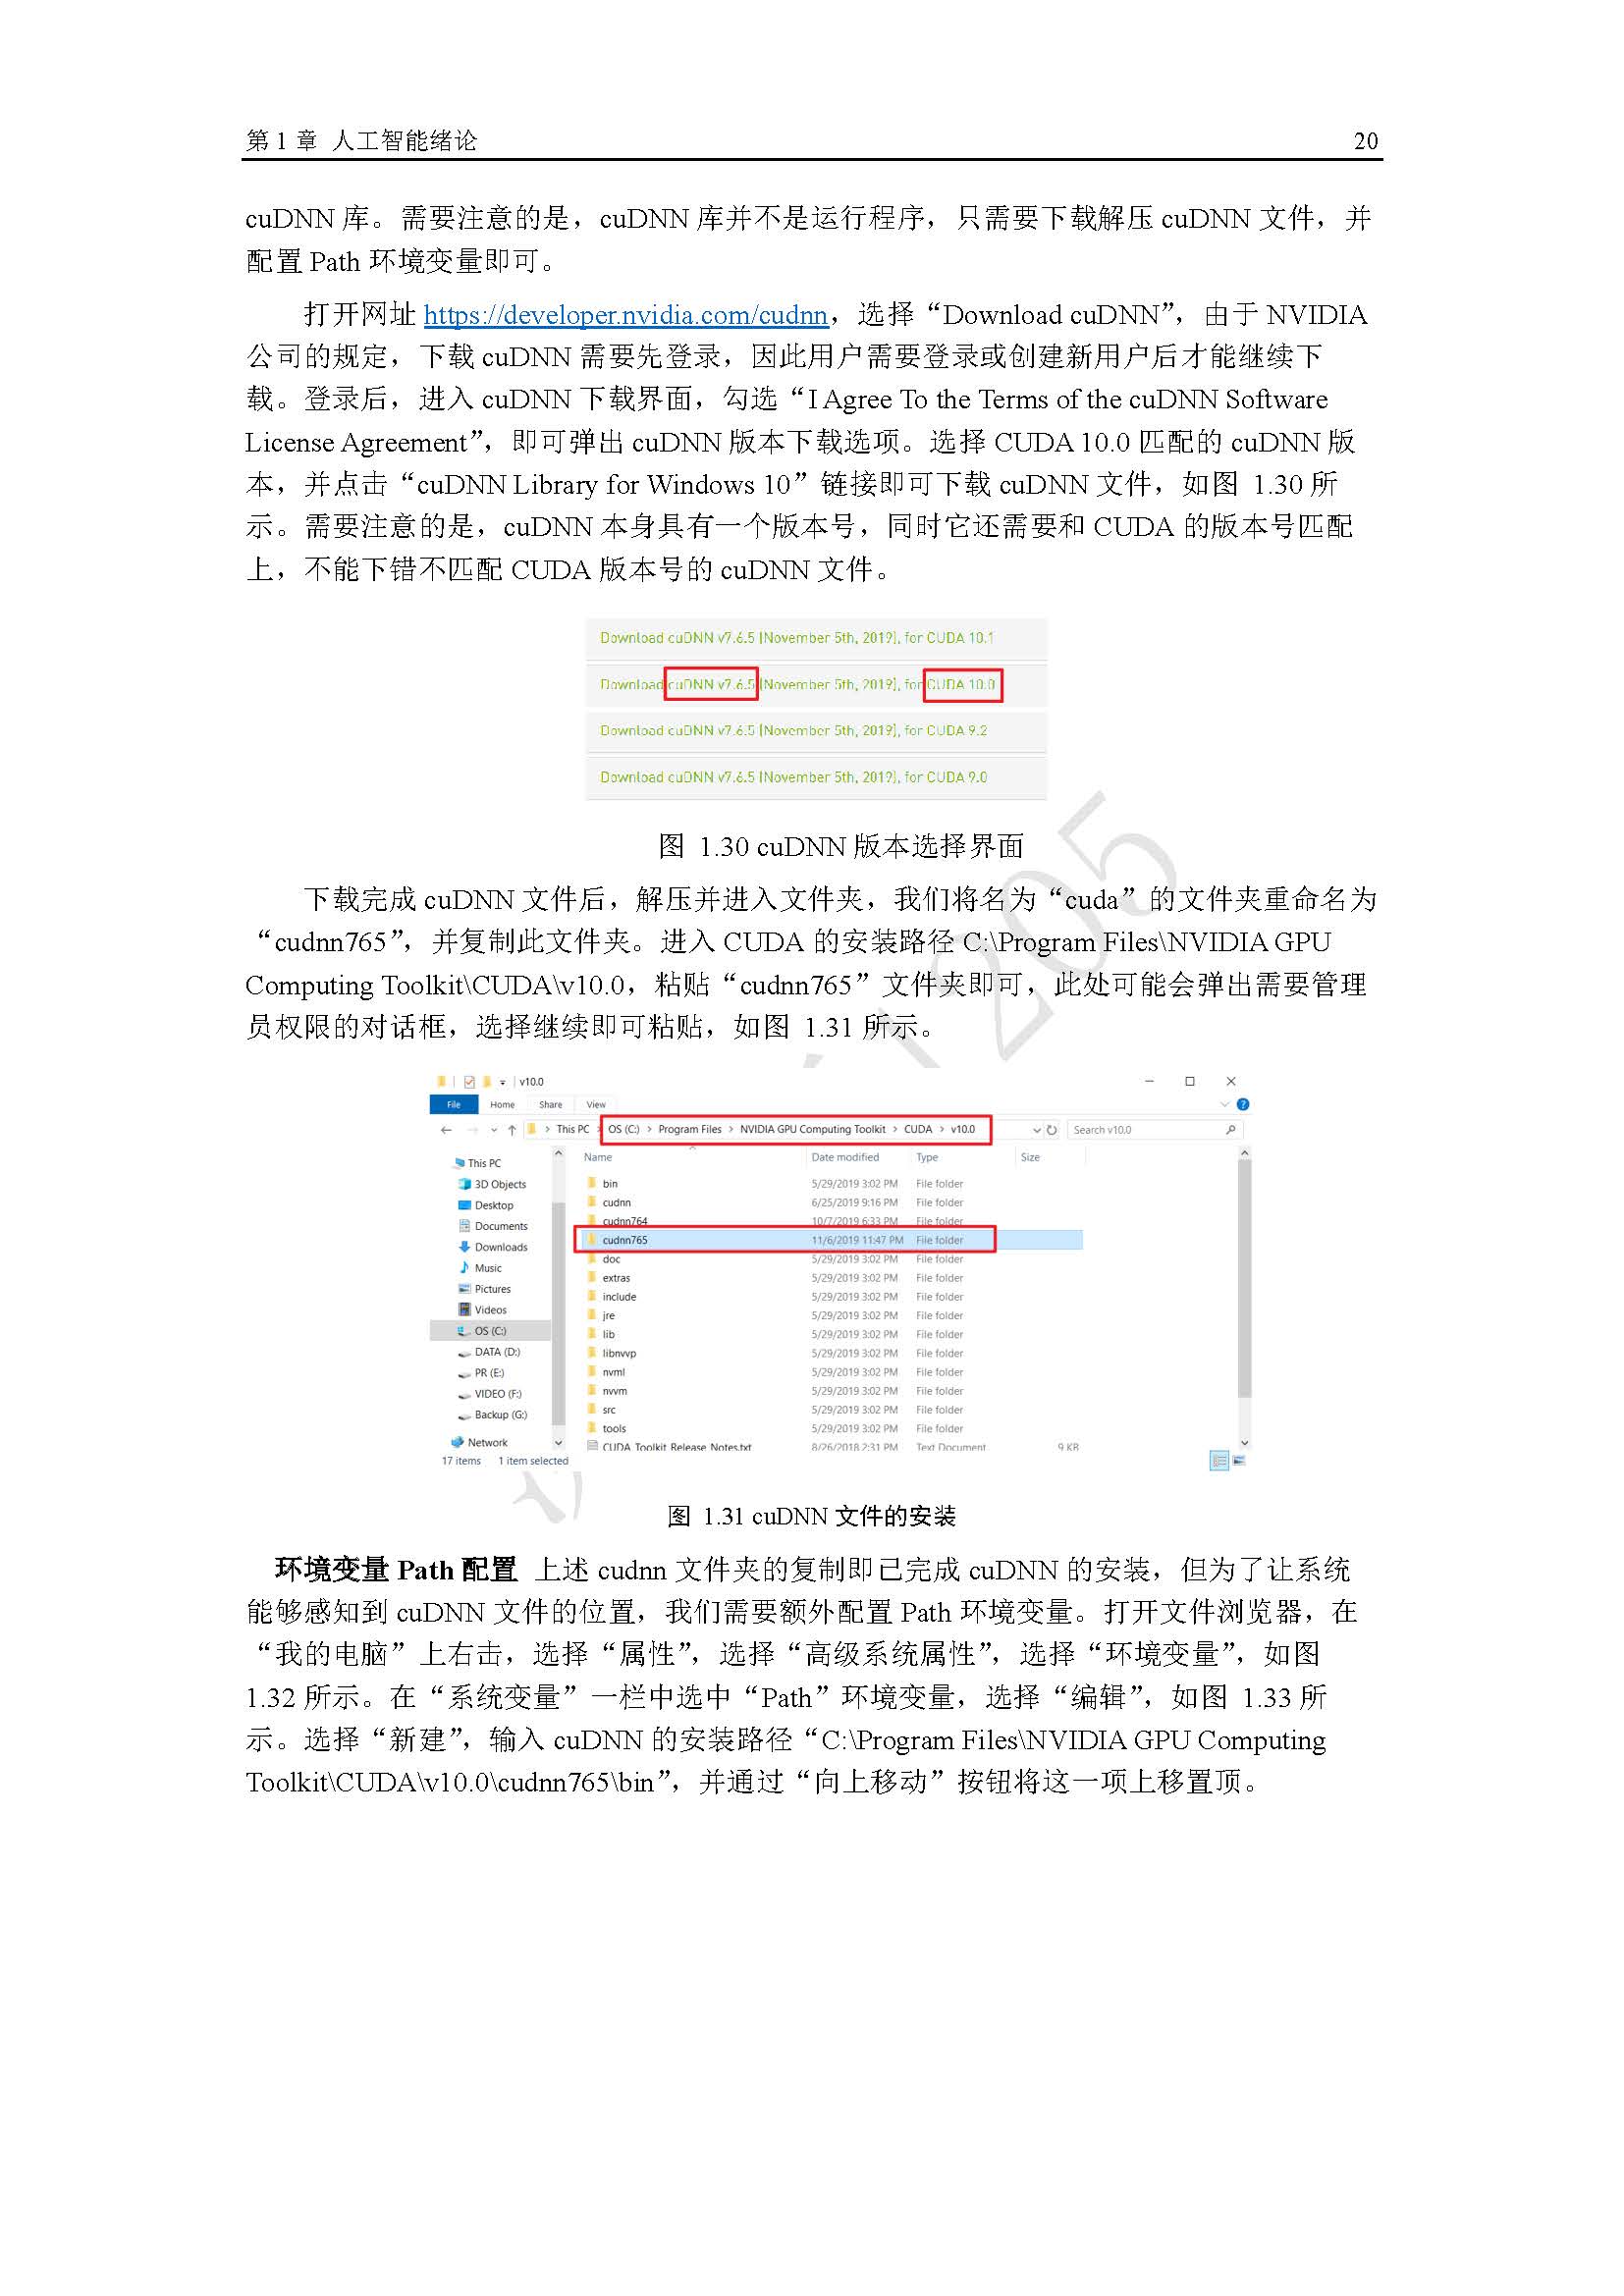 第 1 章 人工智能绪论 20
cuDNN 库。需要注意的是，cuDNN 库并不是运行程序，只需要下载解压 cuDNN 文件，并
配置 Path 环境变量即可。
打开网址 https://developer.nvidia.com/cudnn，选择“Download cuDNN”，由于 NVIDIA
公司的规定，下载 cuDNN 需要先登录，因此用户需要登录或创建新用户后才能继续下
载。登录后，进入 cuDNN 下载界面，勾选“I Agree To the Terms of the cuDNN Software
License Agreement”，即可弹出 cuDNN 版本下载选项。选择 CUDA 10.0 匹配的 cuDNN 版
本，并点击“cuDNN Library for Windows 10”链接即可下载 cuDNN 文件，如图 1.30 所
示。需要注意的是，cuDNN 本身具有一个版本号，同时它还需要和 CUDA 的版本号匹配
上，不能下错不匹配 CUDA 版本号的 cuDNN 文件。
Download cuDNN v7.6.5 [November 5th, 2019], for CUDA 10.1
Download cuDNN v7.6.5 [November 5th, 2019], for CUDA 10.0
Download cuDNN v7.6.5 [November 5th, 2019], for CUDA 9.2
Download cuDNN v7.6.5 [November 5th, 2019], for CUDA 9.0
图 1.30 cuDNN 版本选择界面
下载完成 cuDNN 文件后，解压并进入文件夹，我们将名为“cuda”的文件夹重命名为
“cudnn765”，并复制此文件夹。进入 CUDA 的安装路径 C:\Program Files\NVIDIA GPU
Computing Toolkit\CUDA\v10.0，粘贴“cudnn765”文件夹即可，此处可能会弹出需要管理
员权限的对话框，选择继续即可粘贴，如图 1.31 所示。
v10.0
File Home Share View
This PC > OS (C:) > Program Files > NVIDIA GPU Computing Toolkit > CUDA > v10.0 Search v10.0
Name Date modified Type Size
This PC
3D Objects
Desktop
Documents
Downloads
Music
Pictures
Videos
OS (C:)
DATA (D:)
PR (E:)
VIDEO (F:)
Backup (G:)
Network
bin 5/29/2019 3:02 PM File folder
cudnn 6/25/2019 9:16 PM File folder
cudnn764 10/7/2019 6:33 PM File folder
cudnn765 11/6/2019 11:47 PM File folder
doc 5/29/2019 3:02 PM File folder
extras 5/29/2019 3:02 PM File folder
include 5/29/2019 3:02 PM File folder
jre 5/29/2019 3:02 PM File folder
lib 5/29/2019 3:02 PM File folder
libnvvp 5/29/2019 3:02 PM File folder
nvml 5/29/2019 3:02 PM File folder
nvvm 5/29/2019 3:02 PM File folder
src 5/29/2019 3:02 PM File folder
tools 5/29/2019 3:02 PM File folder
CUDA Toolkit Release Notes.txt 8/26/2018 2:31 PM Text Document 9 KB
17 items 1 item selected
图 1.31 cuDNN 文件的安装
环境变量 Path 配置 上述 cudnn 文件夹的复制即已完成 cuDNN 的安装，但为了让系统
能够感知到 cuDNN 文件的位置，我们需要额外配置 Path 环境变量。打开文件浏览器，在
“我的电脑”上右击，选择“属性”，选择“高级系统属性”，选择“环境变量”，如图
1.32 所示。在“系统变量”一栏中选中“Path”环境变量，选择“编辑”，如图 1.33 所
示。选择“新建”，输入 cuDNN 的安装路径“C:\Program Files\NVIDIA GPU Computing
Toolkit\CUDA\v10.0\cudnn765\bin”，并通过“向上移动”按钮将这一项上移置顶。